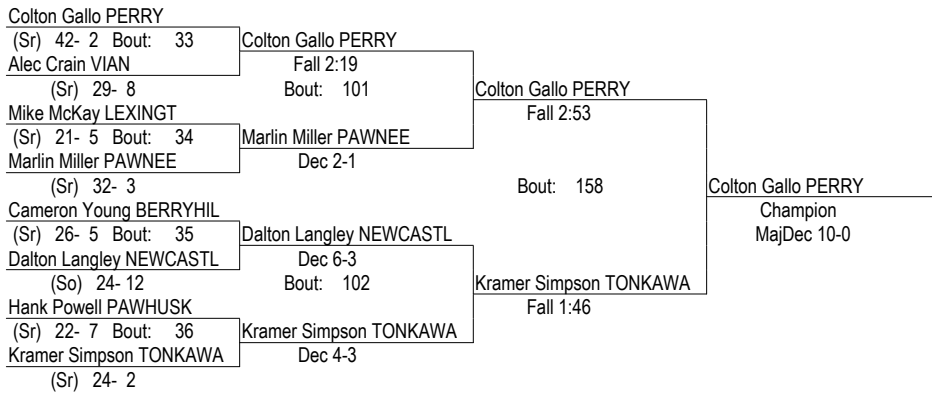 Colton Gallo PERRY
(Sr) 42- 2 Bout: 33
Colton Gallo PERRY
Alec Crain VIAN
Fall 2:19
(Sr) 29- 8
Bout: 101
Colton Gallo PERRY
Mike McKay LEXINGT
Fall 2:53
(Sr) 21- 5 Bout: 34
Marlin Miller PAWNEE
Marlin Miller PAWNEE
Dec 2-1
(Sr) 32- 3
Bout: 158
Colton Gallo PERRY
Cameron Young BERRYHIL
Champion
(Sr) 26- 5 Bout: 35
Dalton Langley NEWCASTL
MajDec 10-0
Dalton Langley NEWCASTL
Dec 6-3
(So) 24- 12
Bout: 102
Kramer Simpson TONKAWA
Hank Powell PAWHUSK
Fall 1:46
(Sr) 22- 7 Bout: 36
Kramer Simpson TONKAWA
Kramer Simpson TONKAWA
Dec 4-3
(Sr) 24- 2